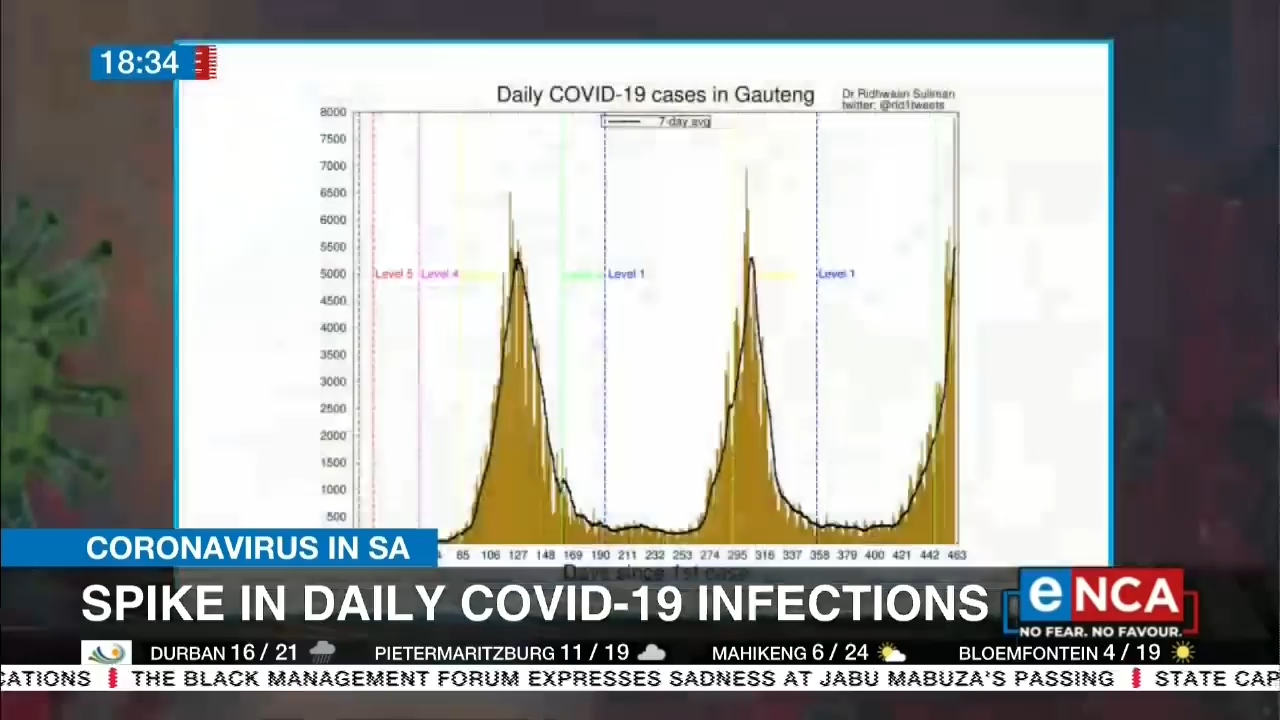 18:34
Daily COVID-19 cases in Gauteng
Dr Ridhwaan Suliman
twitter: @rid1tweets
7-day avg
8000
7500
7000
6500
6000
5500
5000
4500
4000
3500
3000
2500
2000
1500
1000
500
Level 5
Level 4
Level 1
Level 1
85 106 127 148 169 190 211 232 253 274 295 316 337 358 379 400 421 442 463
Days since 1st case
CORONAVIRUS IN SA
SPIKE IN DAILY COVID-19 INFECTIONS
eNCA
NO FEAR. NO FAVOUR.
DURBAN 16 / 21 PIETERMARITZBURG 11 / 19 MAHIKENG 6 / 24 BLOEMFONTEIN 4 / 19
CATIONS THE BLACK MANAGEMENT FORUM EXPRESSES SADNESS AT JABU MABUZA'S PASSING STATE CAP